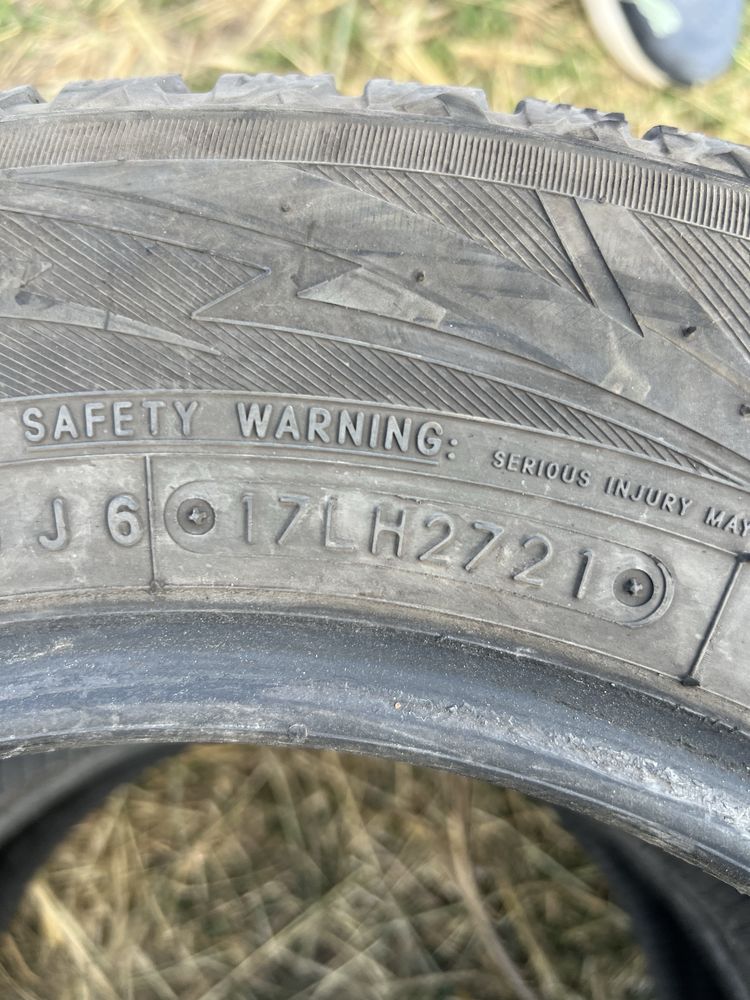 SAFETY WARNING: SERIOUS INJURY MAY
J6 17LH2721